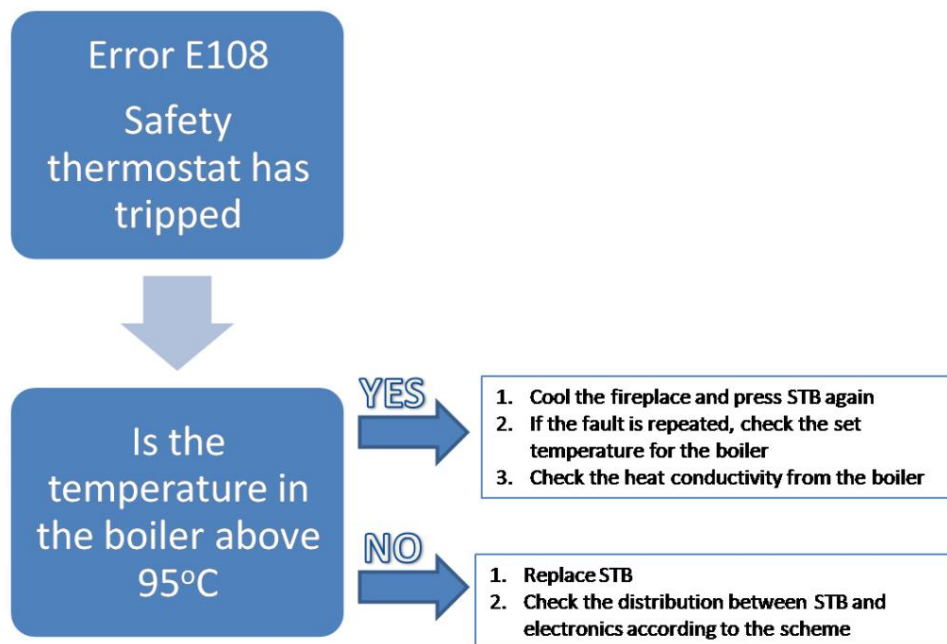 Error E108
Safety
thermostat has
tripped
Is the
temperature in
the boiler above
95°C
YES
1. Cool the fireplace and press STB again
2. If the fault is repeated, check the set
temperature for the boiler
3. Check the heat conductivity from the boiler
NO
1. Replace STB
2. Check the distribution between STB and
electronics according to the scheme